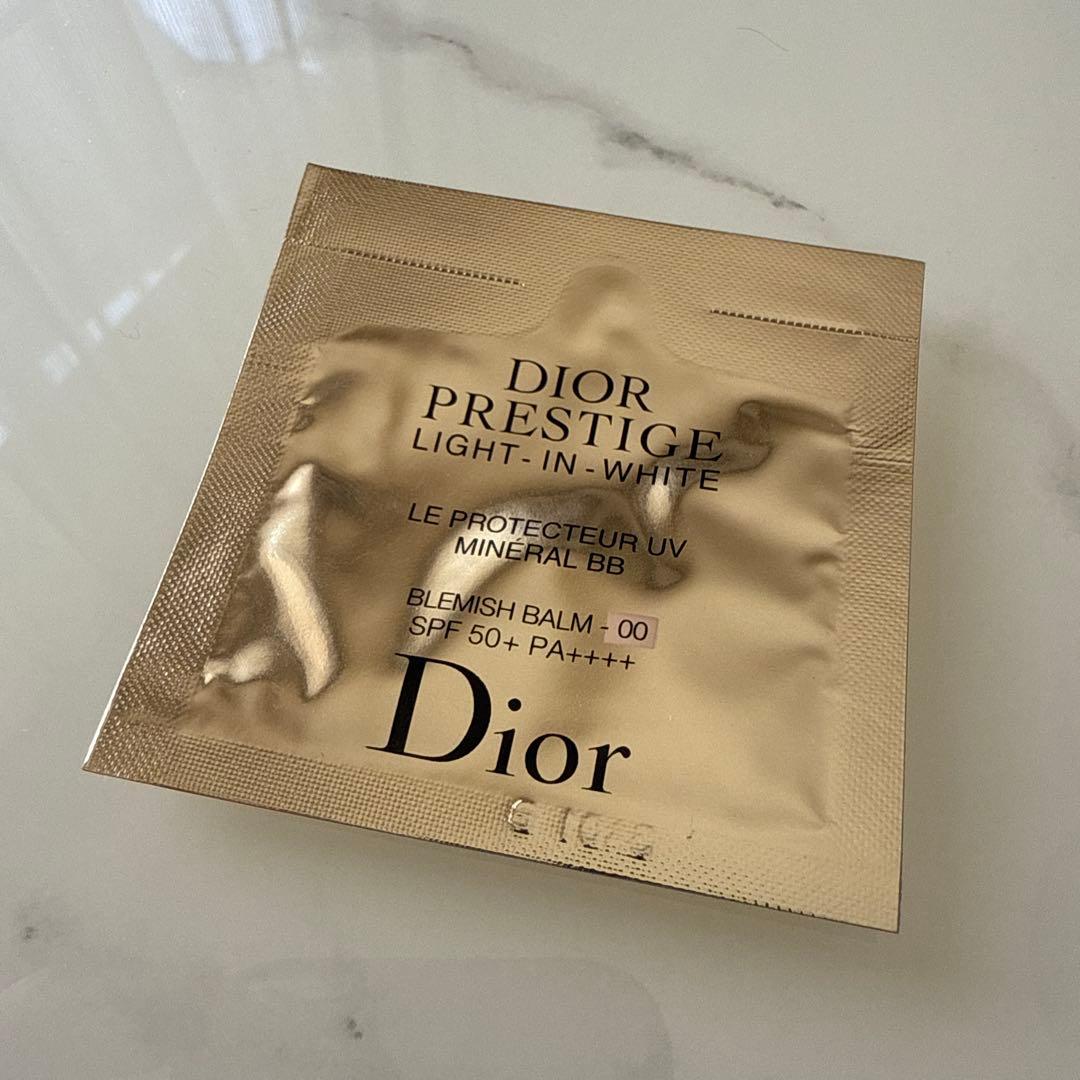 DIOR
PRESTIGE
LIGHT-IN-WHITE
LE PROTECTEUR UV
MINÉRAL BB
BLEMISH BALM - 00
SPF 50+ PA++++
Dior